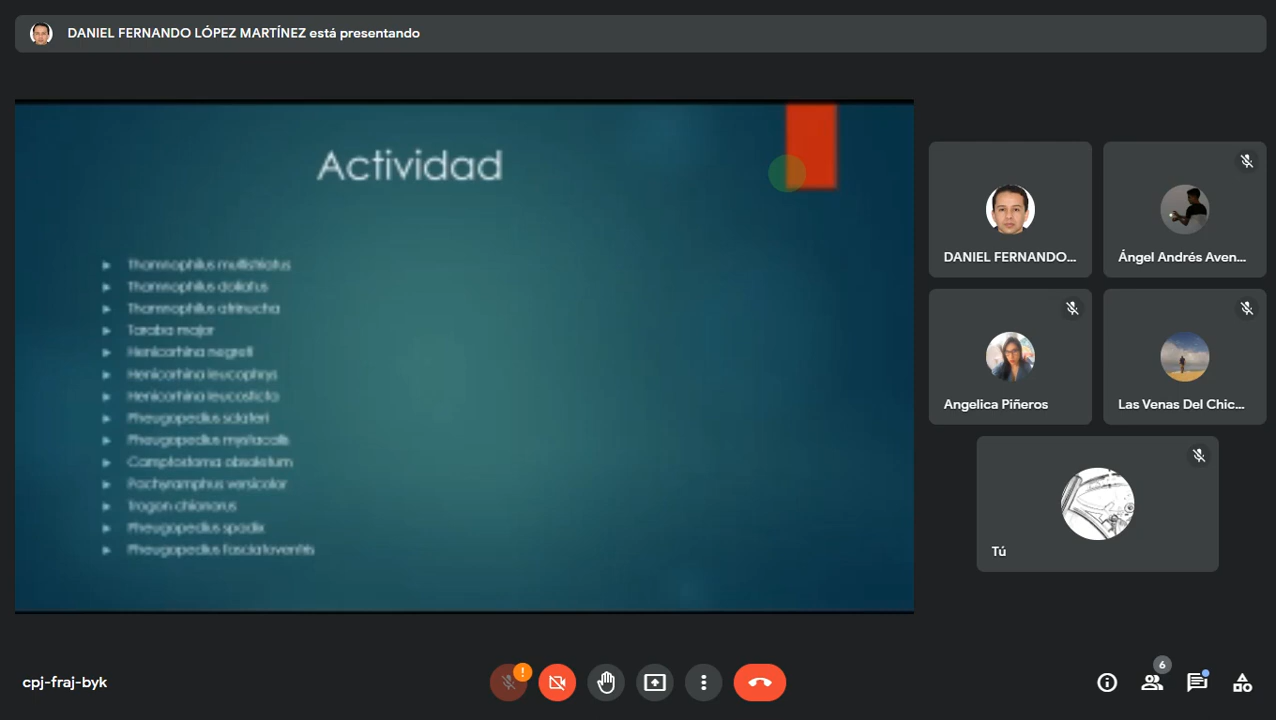 DANIEL FERNANDO LÓPEZ MARTÍNEZ está presentando
Actividad
Thamnophilus multistriatus
Thamnophilus doliatus
Thamnophilus atrinucha
Taraba major
Henicorhina negreti
Henicorhina leucophrys
Henicorhina leucosticta
Pheugopedius sclateri
Pheugopedius mystacalis
Camptostoma obsoletum
Pachyramphus versicolor
Trogon chionurus
Pheugopedius spadix
Pheugopedius fasciatoventris
DANIEL FERNANDO...
Ángel Andrés Aven...
Angelica Piñeros
Las Venas Del Chic...
Tú
cpj-fraj-byk
!
6